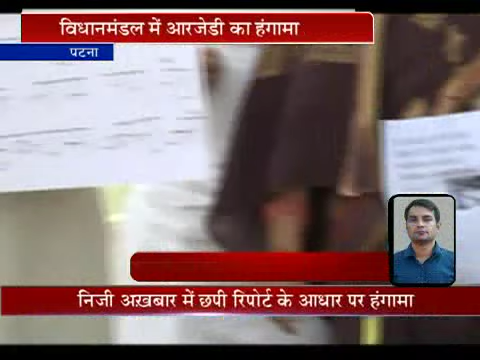 विधानमंडल में आरजेडी का हंगामा
पटना
निजी अख़बार में छपी रिपोर्ट के आधार पर हंगामा